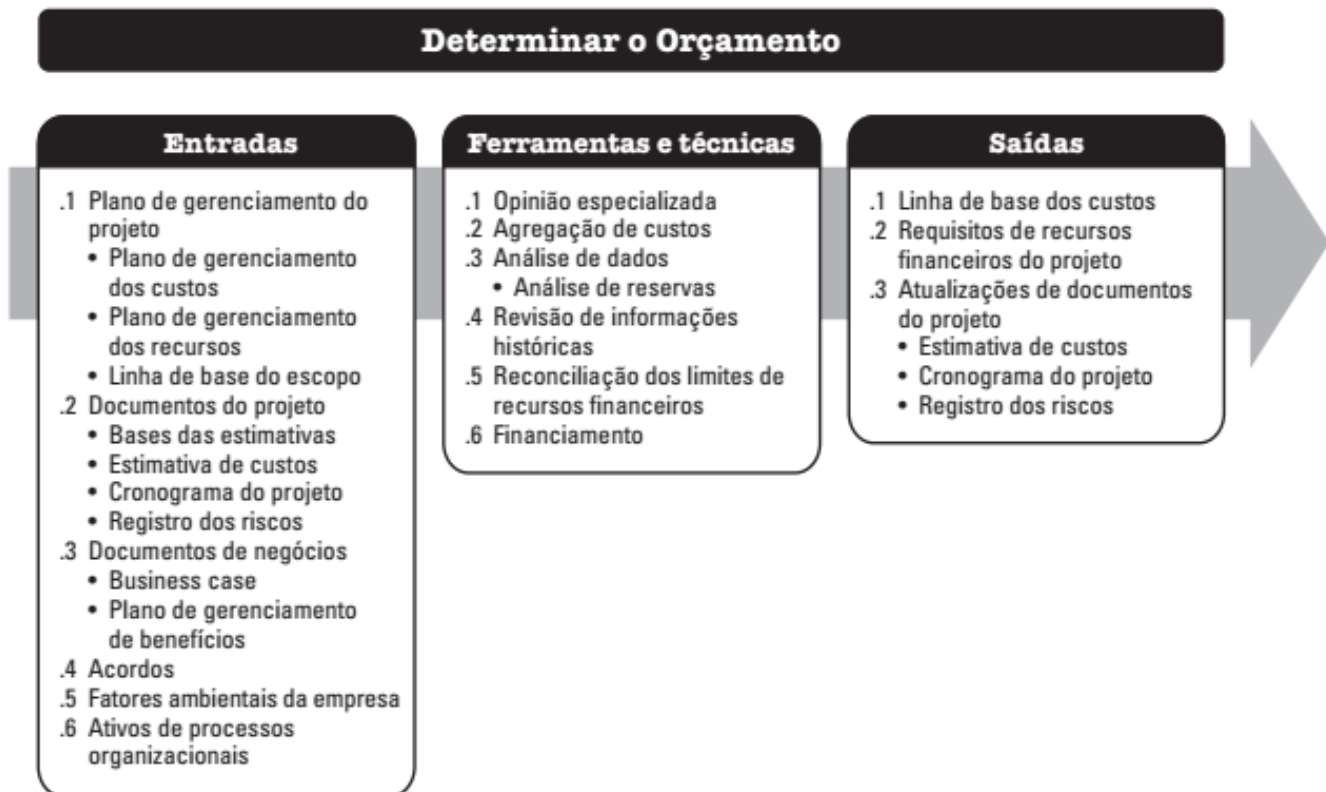 Determinar o Orçamento
Entradas
.1 Plano de gerenciamento do
projeto
• Plano de gerenciamento
dos custos
• Plano de gerenciamento
dos recursos
• Linha de base do escopo
.2 Documentos do projeto
• Bases das estimativas
• Estimativa de custos
• Cronograma do projeto
• Registro dos riscos
.3 Documentos de negócios
• Business case
• Plano de gerenciamento
de benefícios
.4 Acordos
.5 Fatores ambientais da empresa
.6 Ativos de processos
organizacionais
Ferramentas e técnicas
.1 Opinião especializada
.2 Agregação de custos
.3 Análise de dados
• Análise de reservas
.4 Revisão de informações
históricas
.5 Reconciliação dos limites de
recursos financeiros
.6 Financiamento
Saídas
.1 Linha de base dos custos
.2 Requisitos de recursos
financeiros do projeto
.3 Atualizações de documentos
do projeto
• Estimativa de custos
• Cronograma do projeto
• Registro dos riscos